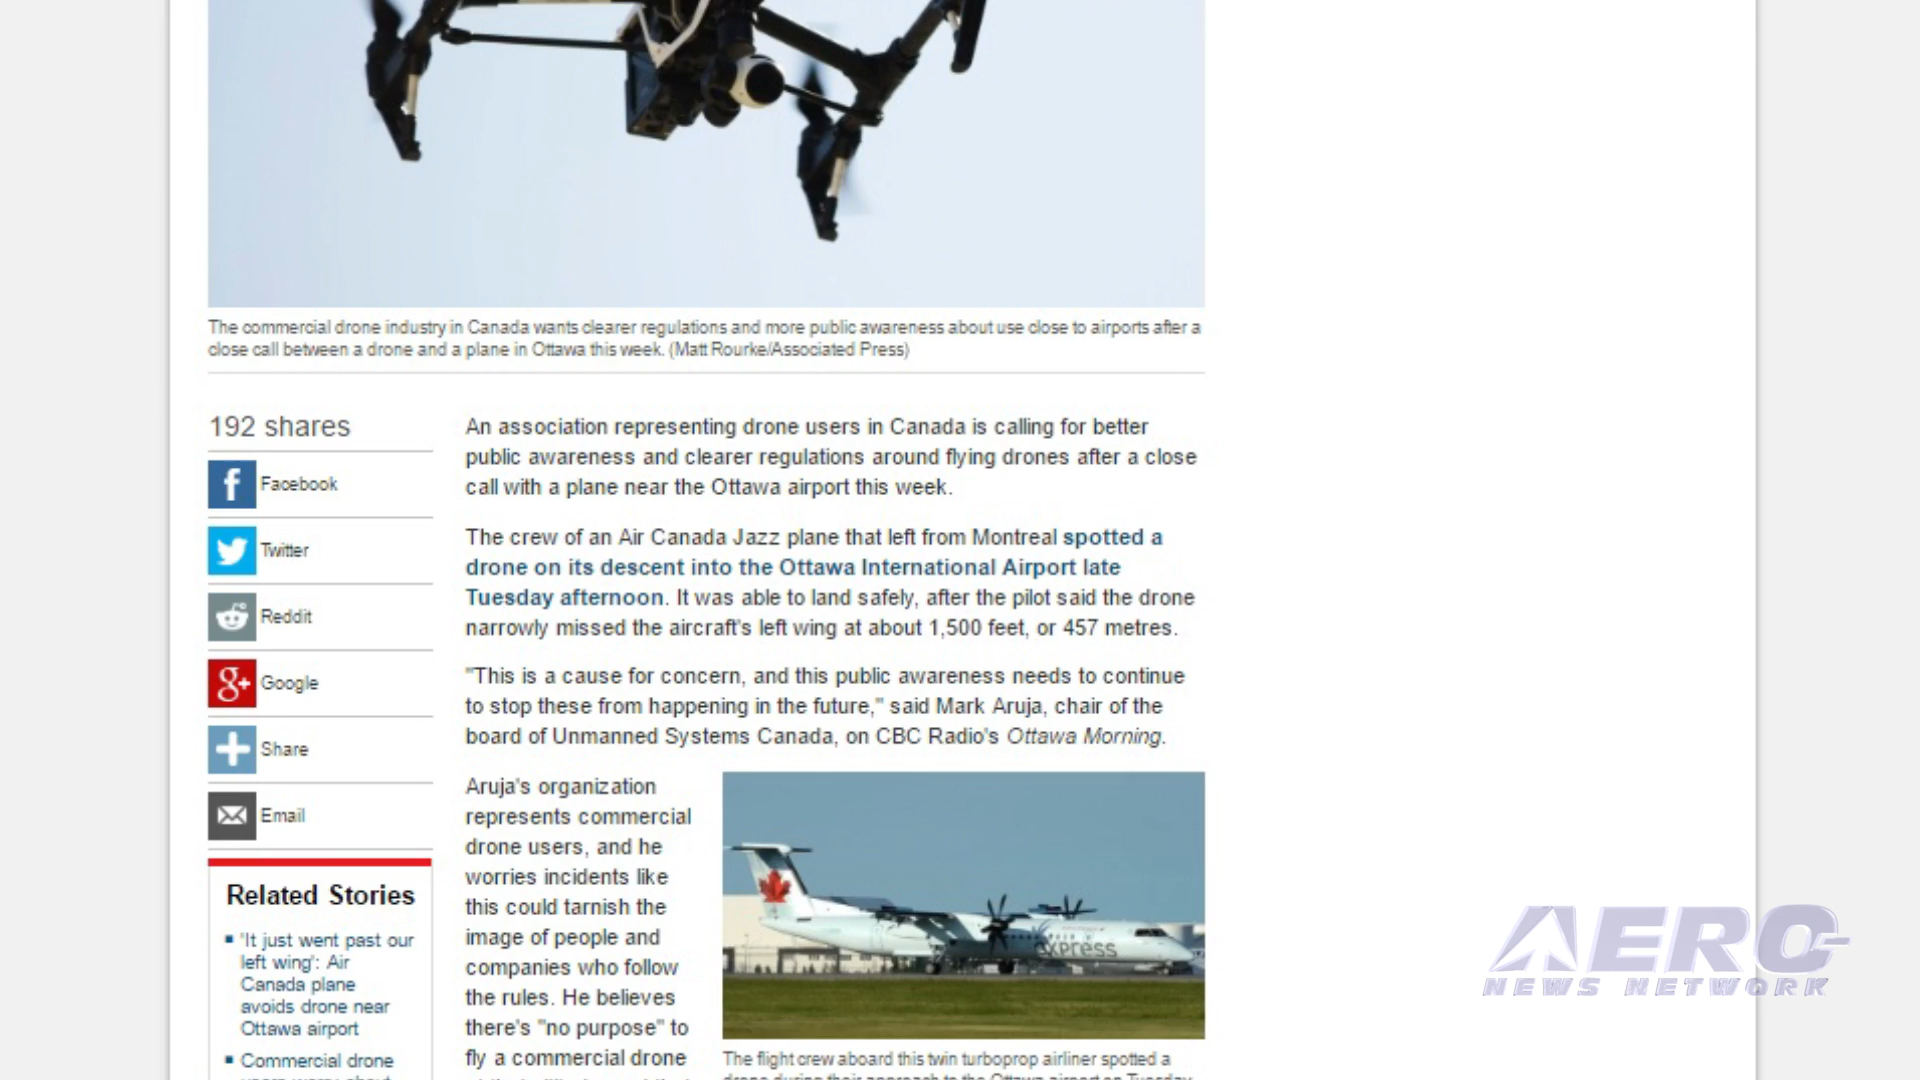 The commercial drone industry in Canada wants clearer regulations and more public awareness about use close to airports after a
close call between a drone and a plane in Ottawa this week. (Matt Rourke/Associated Press)
192 shares
Facebook
Twitter
Reddit
Google
Share
Email
Related Stories
'It just went past our
left wing': Air
Canada plane
avoids drone near
Ottawa airport
Commercial drone
An association representing drone users in Canada is calling for better
public awareness and clearer regulations around flying drones after a close
call with a plane near the Ottawa airport this week.
The crew of an Air Canada Jazz plane that left from Montreal spotted a
drone on its descent into the Ottawa International Airport late
Tuesday afternoon. It was able to land safely, after the pilot said the drone
narrowly missed the aircraft's left wing at about 1,500 feet, or 457 metres.
"This is a cause for concern, and this public awareness needs to continue
to stop these from happening in the future," said Mark Aruja, chair of the
board of Unmanned Systems Canada, on CBC Radio's Ottawa Morning.
Aruja's organization
represents commercial
drone users, and he
worries incidents like
this could tarnish the
image of people and
companies who follow
the rules. He believes
there's "no purpose" to
fly a commercial drone
express
The flight crew aboard this twin turboprop airliner spotted a
drone during their approach to the Ottawa airport on Tuesday
AERO-
NEWS NETWORK